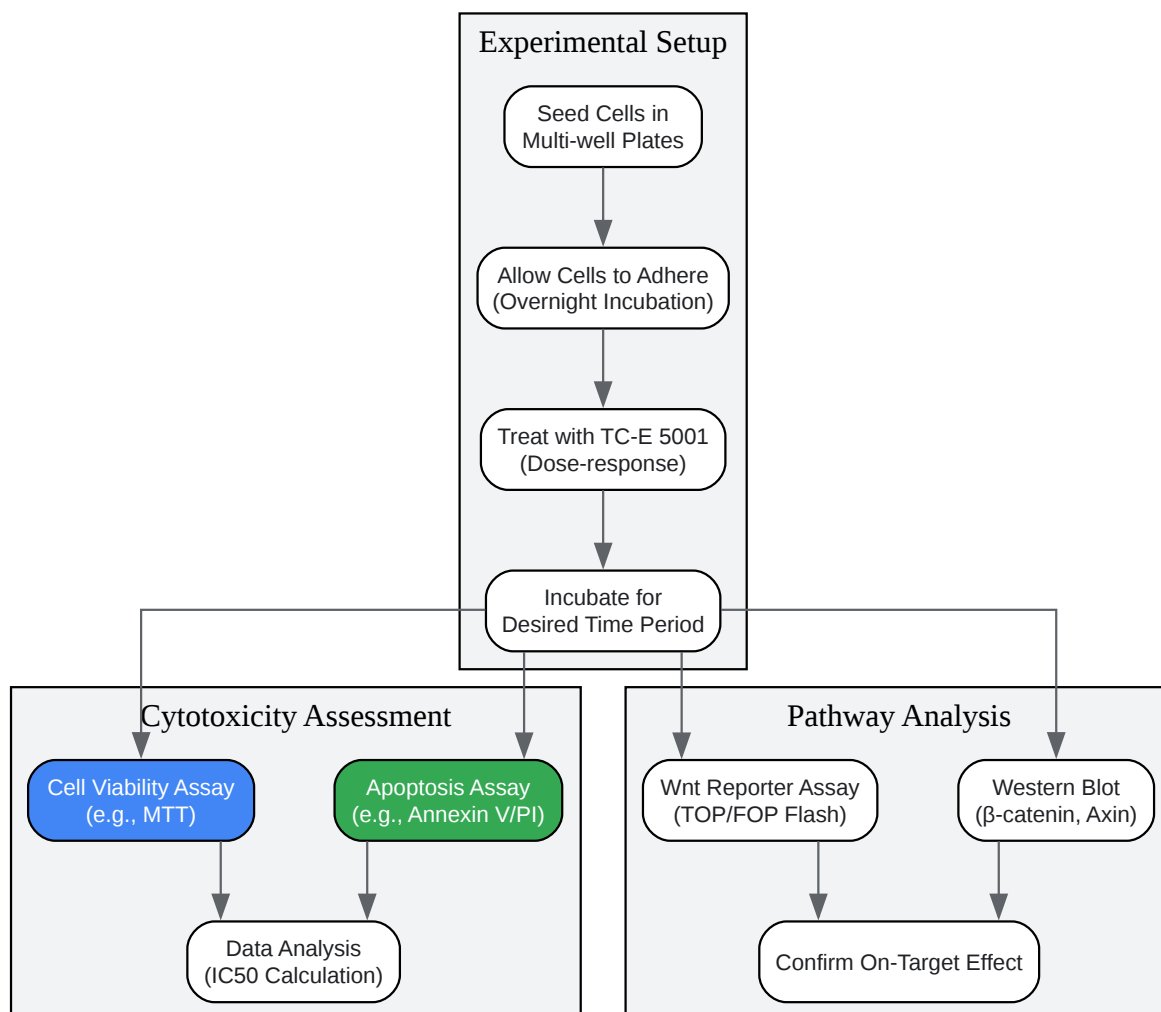 Experimental Setup
Seed Cells in
Multi-well Plates
Allow Cells to Adhere
(Overnight Incubation)
Treat with TC-E 5001
(Dose-response)
Incubate for
Desired Time Period
Cytotoxicity Assessment
Cell Viability Assay
(e.g., MTT)
Apoptosis Assay
(e.g., Annexin V/PI)
Data Analysis
(IC50 Calculation)
Pathway Analysis
Wnt Reporter Assay
(TOP/FOP Flash)
Western Blot
(β-catenin, Axin)
Confirm On-Target Effect